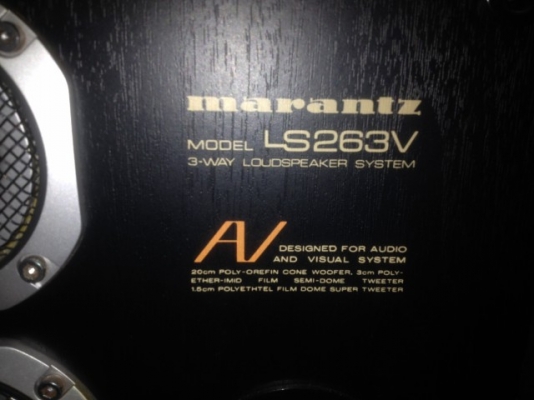 marantz
MODEL LS263V
3-WAY LOUDSPEAKER SYSTEM
AV DESIGNED FOR AUDIO
AND VISUAL SYSTEM
20cm POLY-OREFIN CONE WOOFER, 3cm POLY-
ETHER-IMID FILM SEMI-DOME TWEETER
1.5cm POLYETHTEL FILM DOME SUPER TWEETER